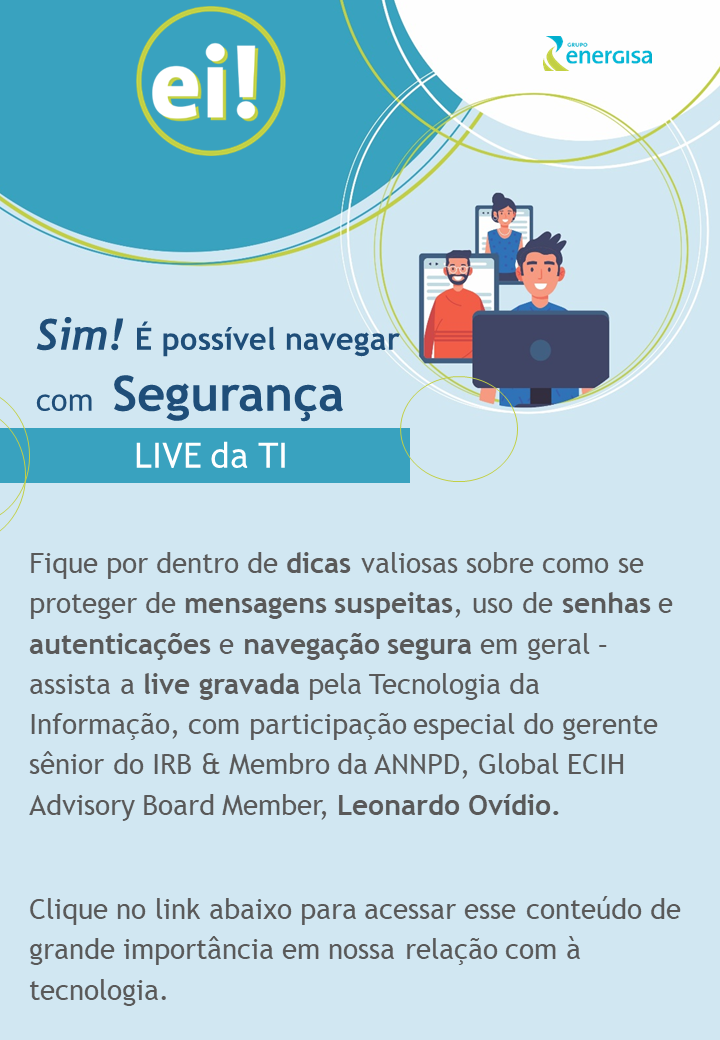 ei!
GRUPO
energisa
Sim! É possível navegar
com Segurança
LIVE da TI
Fique por dentro de dicas valiosas sobre como se
proteger de mensagens suspeitas, uso de senhas e
autenticações e navegação segura em geral –
assista a live gravada pela Tecnologia da
Informação, com participação especial do gerente
sênior do IRB & Membro da ANNPD, Global ECIH
Advisory Board Member, Leonardo Ovídio.
Clique no link abaixo para acessar esse conteúdo de
grande importância em nossa relação com à
tecnologia.